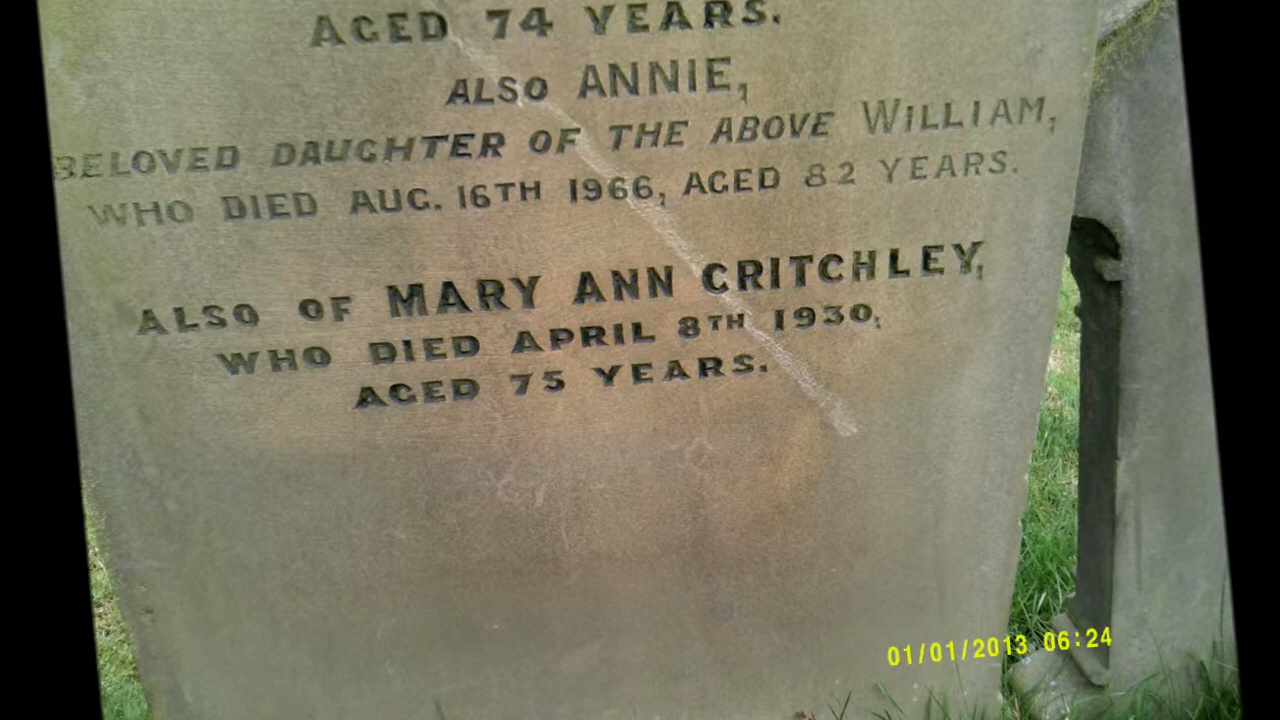 AGED 74 YEARS.
ALSO ANNIE,
BELOVED DAUGHTER OF THE ABOVE WILLIAM,
WHO DIED AUG. 16TH 1966, AGED 82 YEARS.
ALSO OF MARY ANN CRITCHLEY,
WHO DIED APRIL 8TH 1930,
AGED 75 YEARS.
01/01/2013 06:24